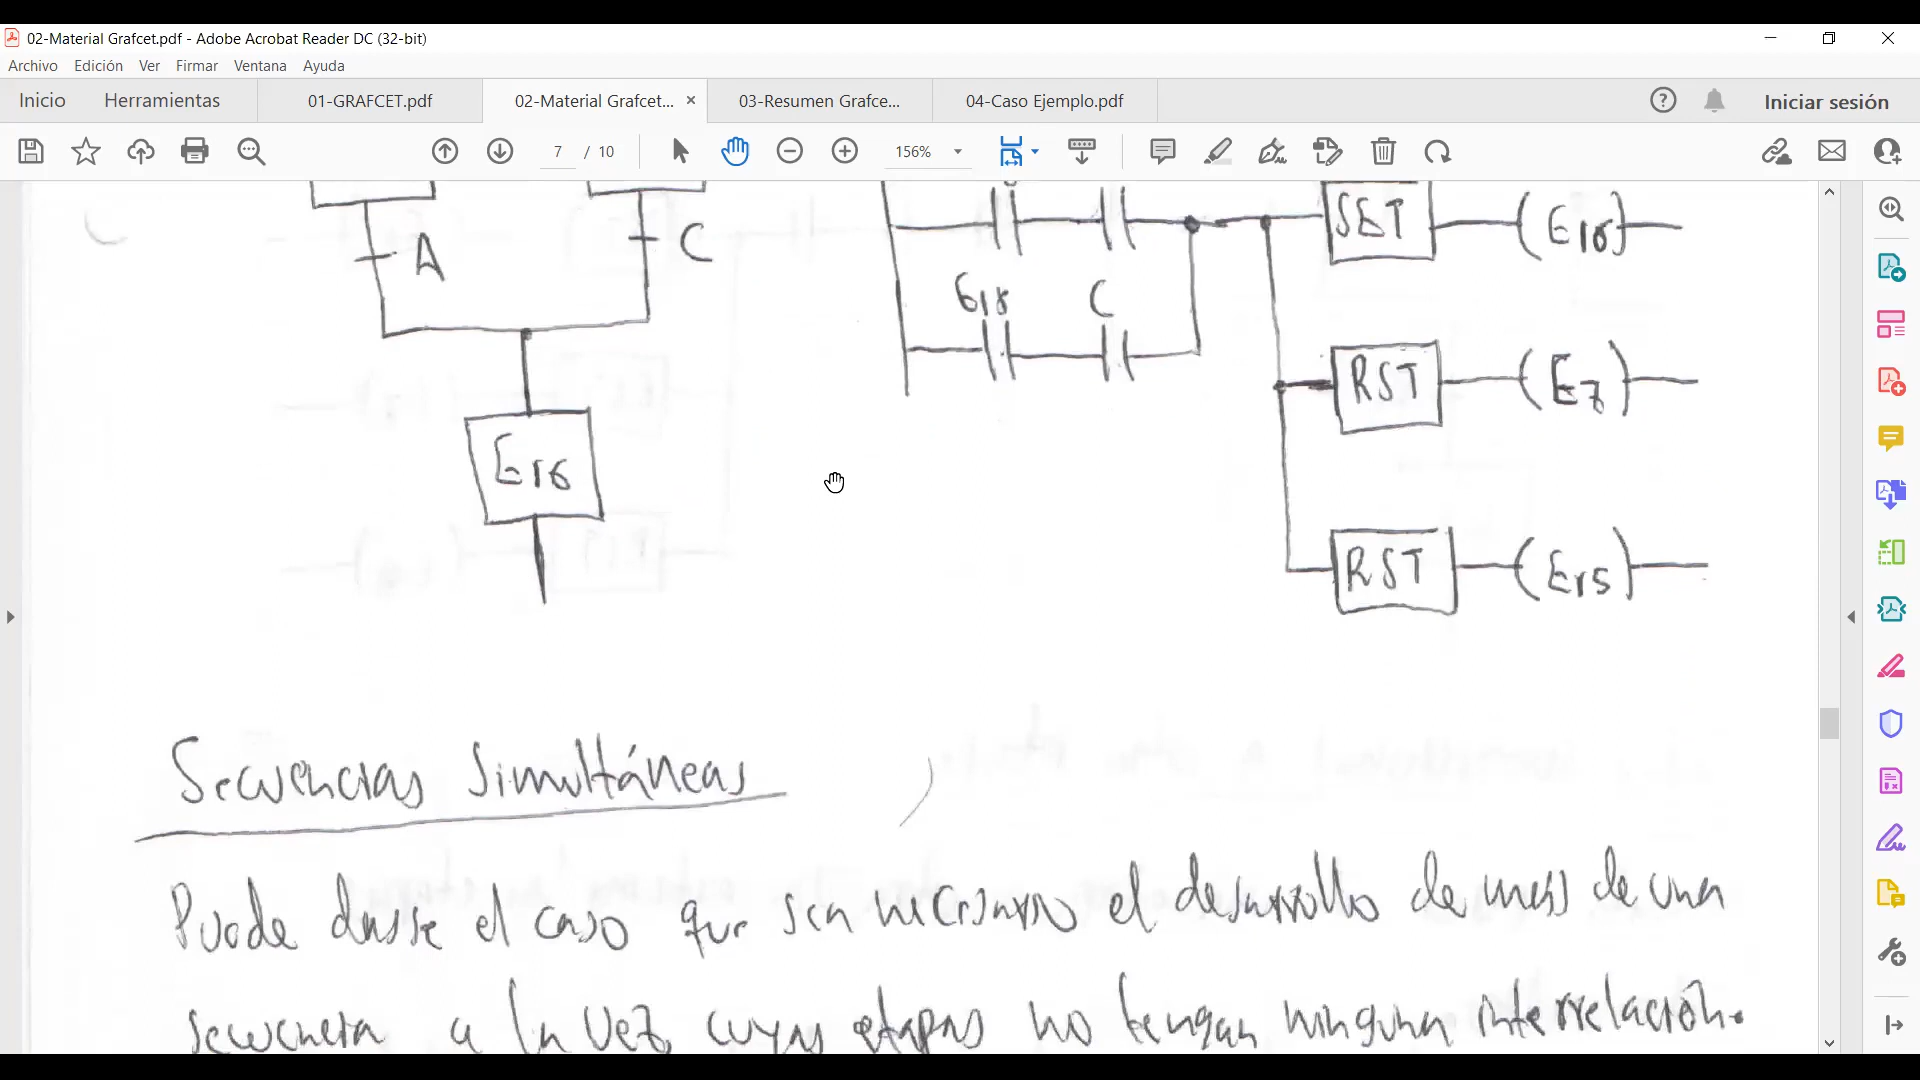 02-Material Grafcet.pdf - Adobe Acrobat Reader DC (32-bit)
Archivo Edición Ver Firmar Ventana Ayuda
Inicio Herramientas 01-GRAFCET.pdf 02-Material Grafcet... × 03-Resumen Grafce... 04-Caso Ejemplo.pdf Iniciar sesión
7 / 10 156%
A C SET (E16)
E18 C
RST (E7)
E16
RST (E15)
Secuencias Simultáneas
Puede darse el caso que sea necesario el desarrollo de mas de una
secuencia a la vez cuyas etapas no tengan ninguna interrelación.